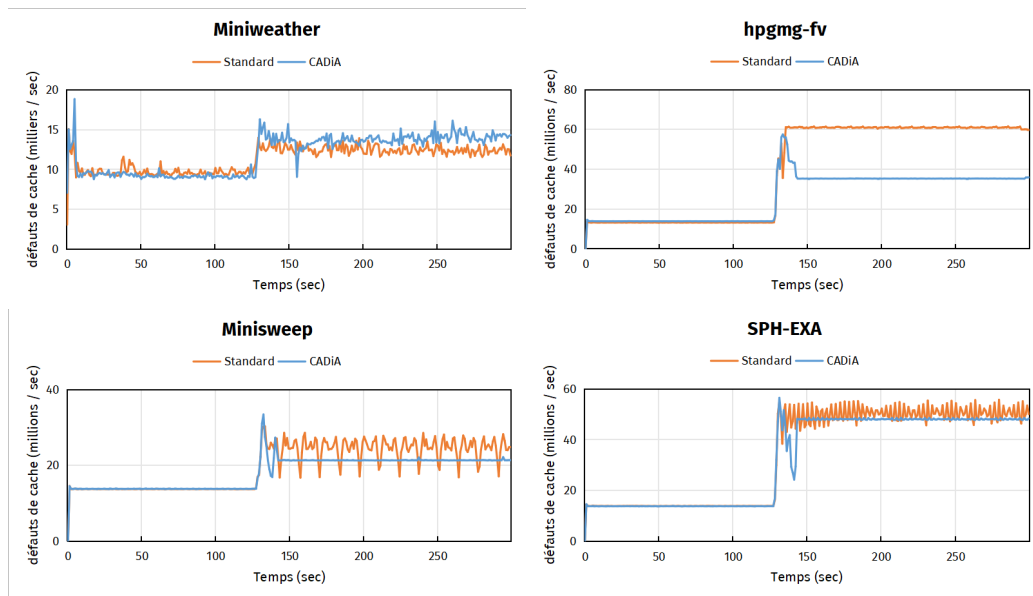 Miniweather
Standard CADiA
défauts de cache (milliers / sec)
20
15
10
5
0
0 50 100 150 200 250
Temps (sec)
hpgmg-fv
Standard CADiA
défauts de cache (millions / sec)
80
60
40
20
0
0 50 100 150 200 250
Temps (sec)
Minisweep
Standard CADiA
défauts de cache (millions / sec)
40
20
0
0 50 100 150 200 250
Temps (sec)
SPH-EXA
Standard CADiA
défauts de cache (millions / sec)
60
40
20
0
0 50 100 150 200 250
Temps (sec)